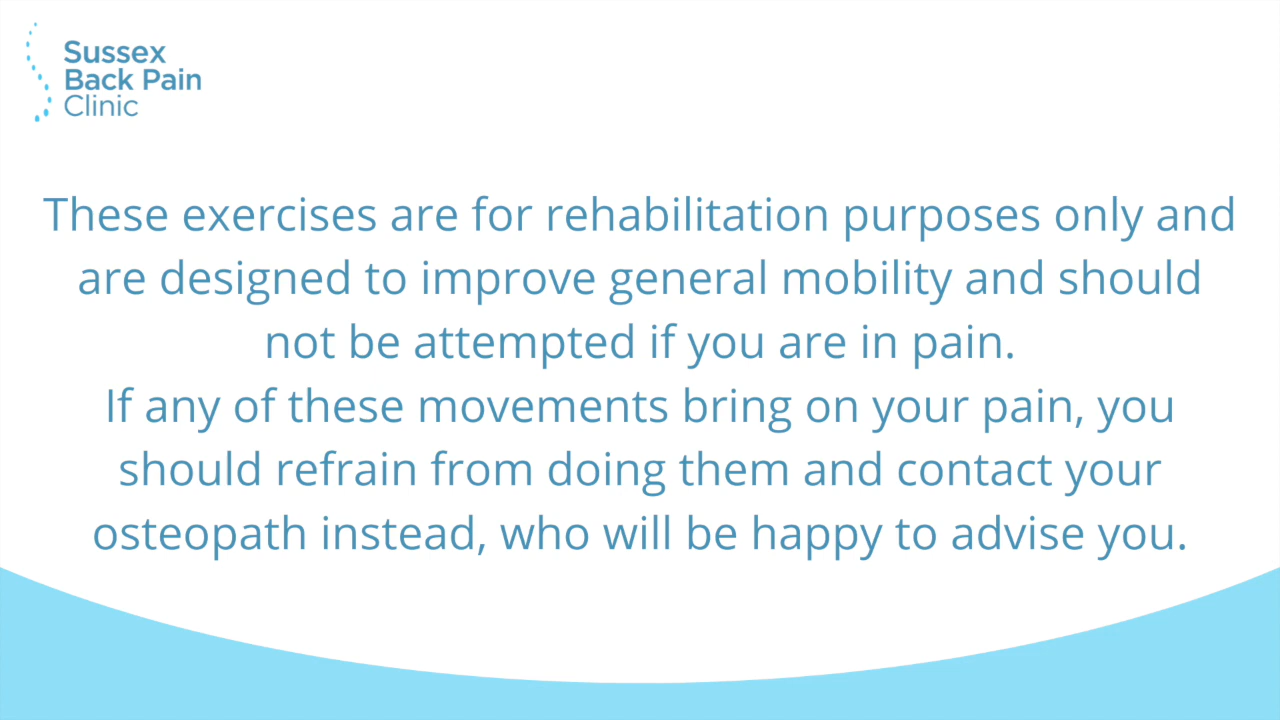 Sussex
Back Pain
Clinic
These exercises are for rehabilitation purposes only and
are designed to improve general mobility and should
not be attempted if you are in pain.
If any of these movements bring on your pain, you
should refrain from doing them and contact your
osteopath instead, who will be happy to advise you.